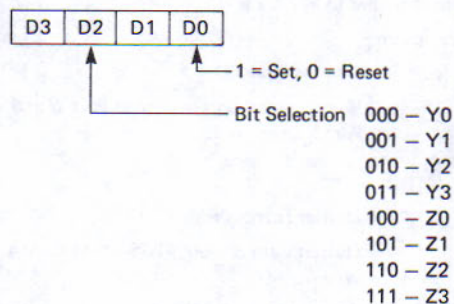 D3 D2 D1 D0
1 = Set, 0 = Reset
Bit Selection 000 – Y0
001 – Y1
010 – Y2
011 – Y3
100 – Z0
101 – Z1
110 – Z2
111 – Z3